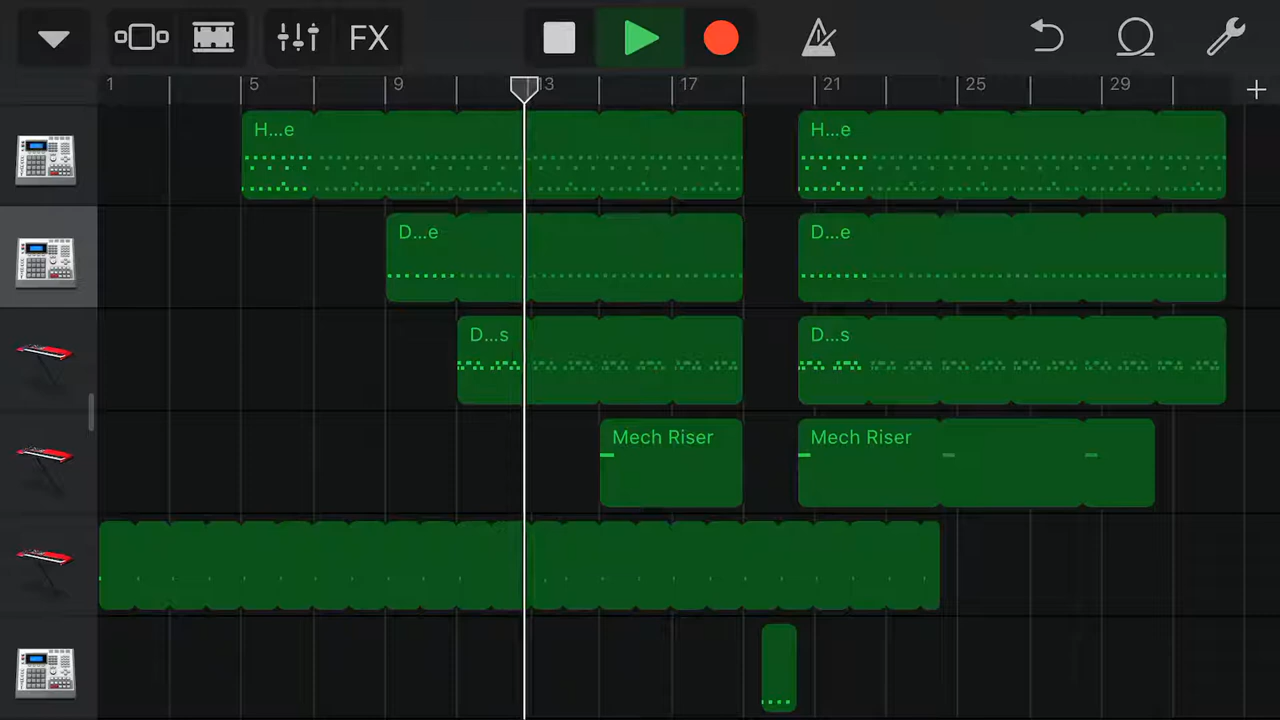 FX
1 5 9 13 17 21 25 29
H...e H...e
D...e D...e
D...s D...s
Mech Riser Mech Riser